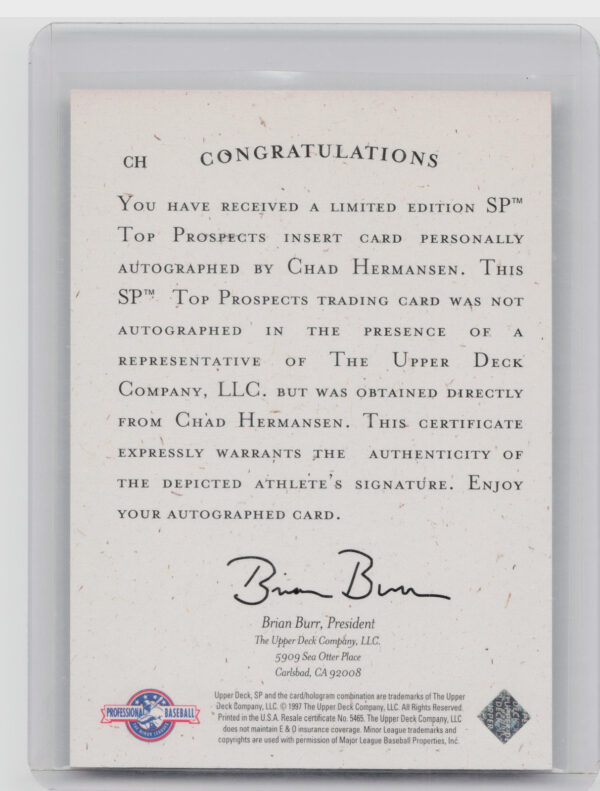 CH CONGRATULATIONS
YOU HAVE RECEIVED A LIMITED EDITION SP™
TOP PROSPECTS INSERT CARD PERSONALLY
AUTOGRAPHED BY CHAD HERMANSEN. THIS
SP™ TOP PROSPECTS TRADING CARD WAS NOT
AUTOGRAPHED IN THE PRESENCE OF A
REPRESENTATIVE OF THE UPPER DECK
COMPANY, LLC. BUT WAS OBTAINED DIRECTLY
FROM CHAD HERMANSEN. THIS CERTIFICATE
EXPRESSLY WARRANTS THE AUTHENTICITY OF
THE DEPICTED ATHLETE'S SIGNATURE. ENJOY
YOUR AUTOGRAPHED CARD.
Brian Burr
Brian Burr, President
The Upper Deck Company, LLC.
5909 Sea Otter Place
Carlsbad, CA 92008
Upper Deck, SP and the card/hologram combination are trademarks of The Upper
Deck Company, LLC. © 1997 The Upper Deck Company, LLC. All Rights Reserved.
Printed in the U.S.A. Resale certificate No. 5465. The Upper Deck Company, LLC
does not maintain E & O insurance coverage. Minor League trademarks and
copyrights are used with permission of Major League Baseball Properties, Inc.
PROFESSIONAL BASEBALL